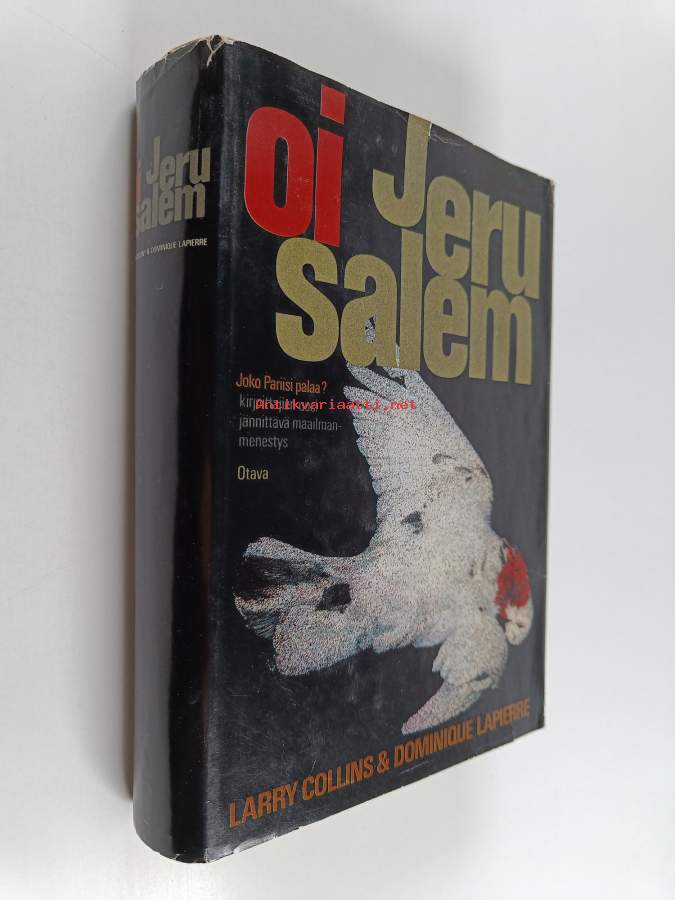 oi Jeru
salem
Joko Pariisi palaa?
jännittävä maailman-
menestys
Otava
LARRY COLLINS & DOMINIQUE LAPIERRE
i Jeru
salem
& DOMINIQUE LAPIERRE
Antikvariaatti.net